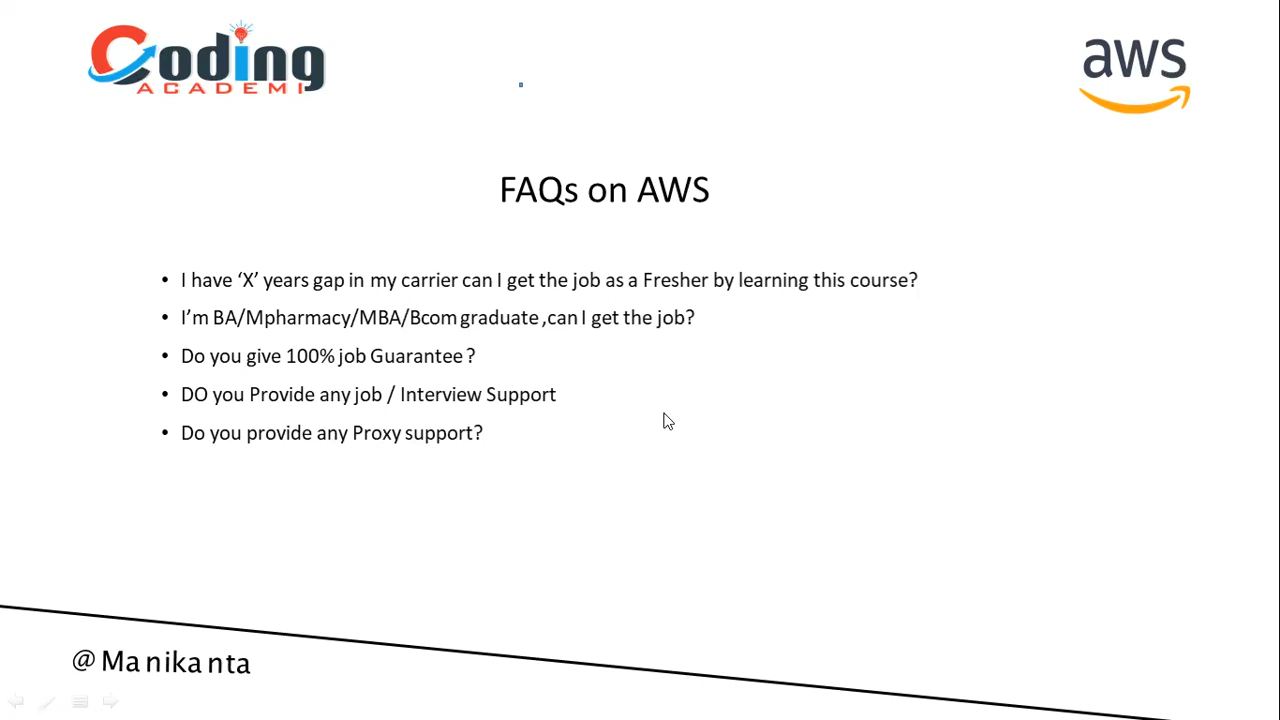 Coding
ACADEMI
aws
FAQs on AWS
• I have ‘X’ years gap in my carrier can I get the job as a Fresher by learning this course?
• I’m BA/Mpharmacy/MBA/Bcom graduate ,can I get the job?
• Do you give 100% job Guarantee ?
• DO you Provide any job / Interview Support
• Do you provide any Proxy support?
@Manikanta